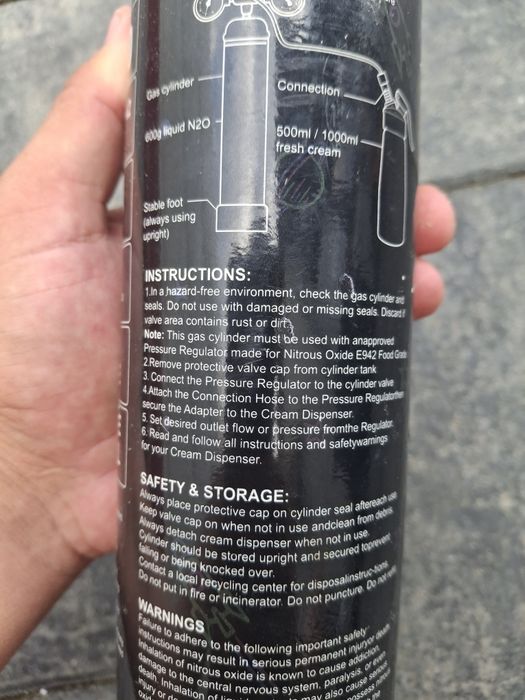 Gas cylinder
Connection
600g liquid N2O
500ml / 1000ml
fresh cream
Stable foot
(always using
upright)
INSTRUCTIONS:
1.In a hazard-free environment, check the gas cylinder and
seals. Do not use with damaged or missing seals. Discard if
valve area contains rust or dirt.
Note: This gas cylinder must be used with anapproved
Pressure Regulator made for Nitrous Oxide E942 Food Grade
2.Remove protective valve cap from cylinder tank
3. Connect the Pressure Regulator to the cylinder valve
4.Attach the Connection Hose to the Pressure Regulatorthen
secure the Adapter to the Cream Dispenser.
5. Set desired outlet flow or pressure fromthe Regulator.
6. Read and follow all instructions and safetywarnings
for your Cream Dispenser.
SAFETY & STORAGE:
Always place protective cap on cylinder seal aftereach use
Keep valve cap on when not in use andclean from debris.
Always detach cream dispenser when not in use.
Cylinder should be stored upright and secured toprevent
falling or being knocked over.
Contact a local recycling center for disposalinstruc-tions.
Do not put in fire or incinerator. Do not puncture. Do not
WARNINGS
Failure to adhere to the following important safety
instructions may result in serious permanent injuryor death.
Inhalation of nitrous oxide is known to cause addiction
damage to the central nervous system, paralysis, or even
death. Inhalation of may also cause serious
injury or